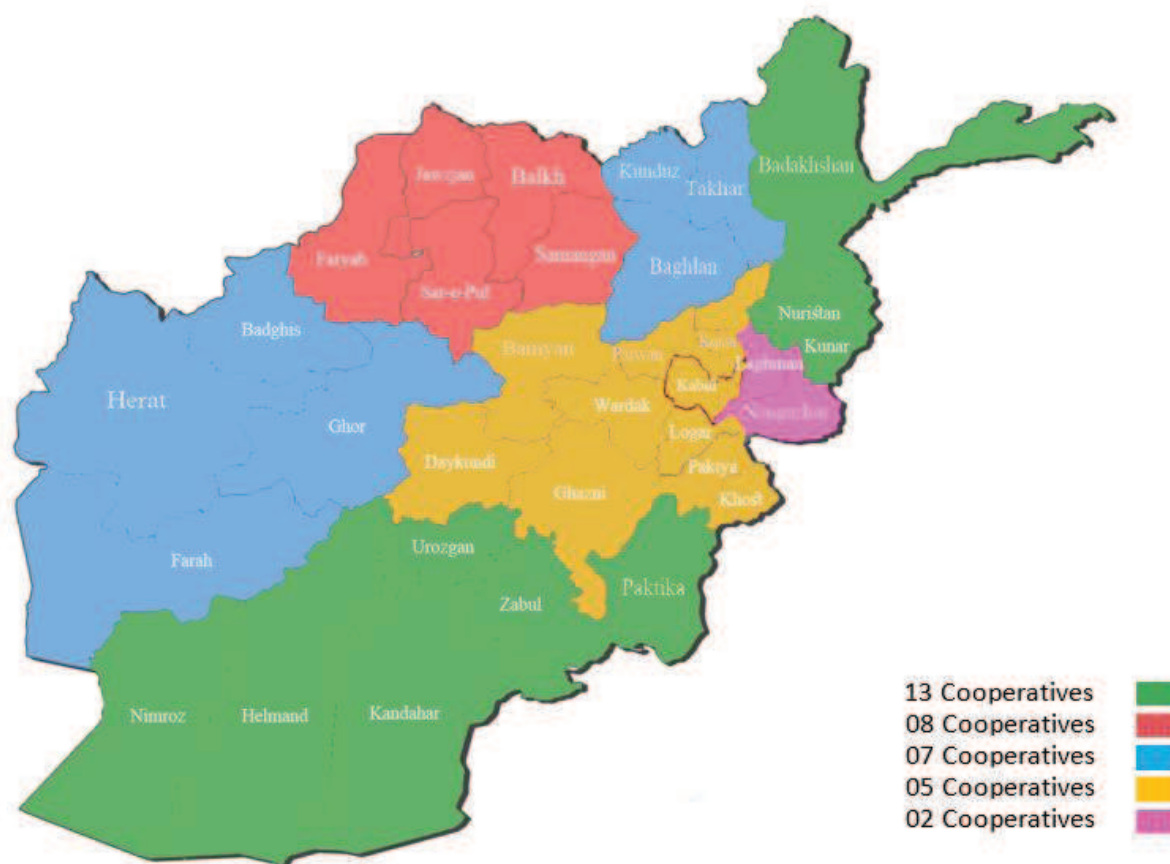 Badakhshan
Jawzjan
Balkh
Kunduz
Takhar
Faryab
Samangan
Baghlan
Sar-e-Pul
Nuristan
Badghis
Kunar
Bamyan
Laghman
Kabul
Herat
Wardak
Ghor
Logar
Daykundi
Paktya
Ghazni
Khost
Urozgan
Farah
Paktika
Zabul
Nimroz
Helmand
Kandahar
13 Cooperatives
08 Cooperatives
07 Cooperatives
05 Cooperatives
02 Cooperatives